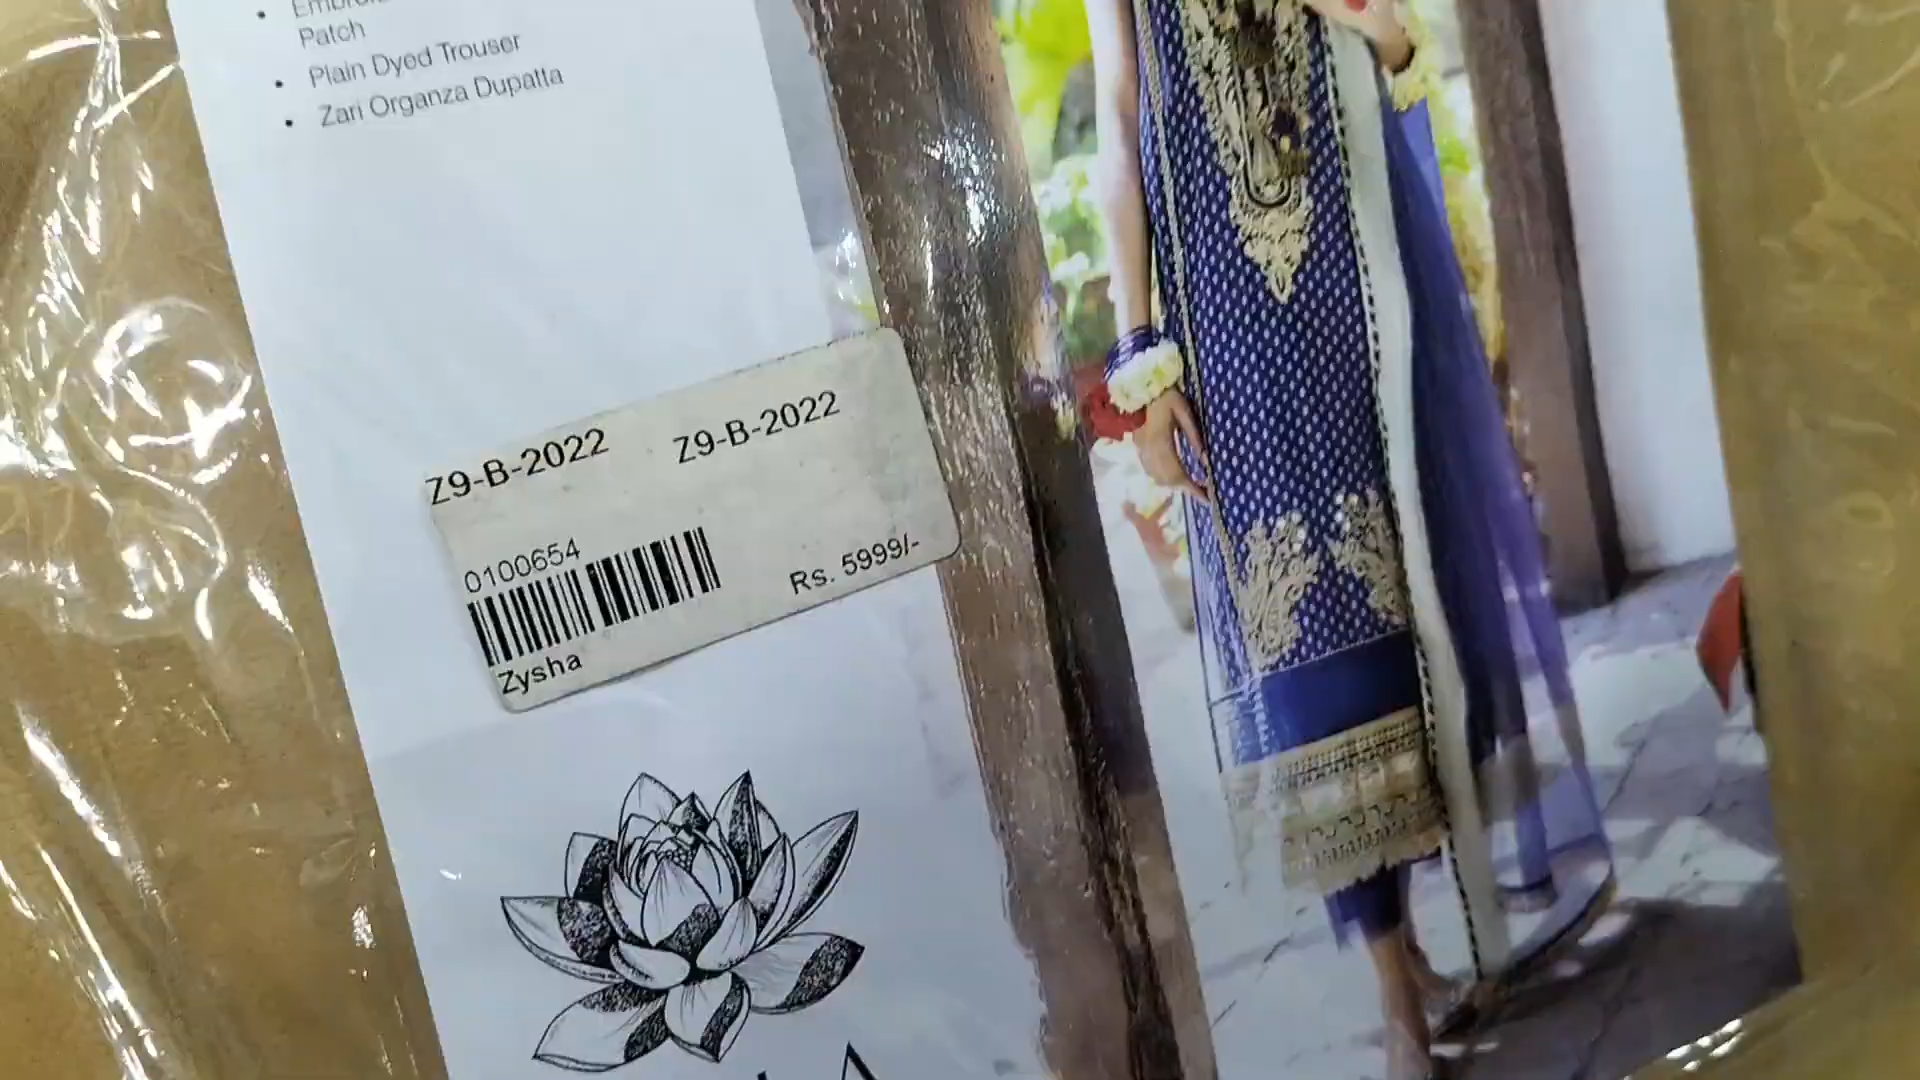 Patch
• Plain Dyed Trouser
• Zari Organza Dupatta
Z9-B-2022 Z9-B-2022
0100654
Rs. 5999/-
Zysha